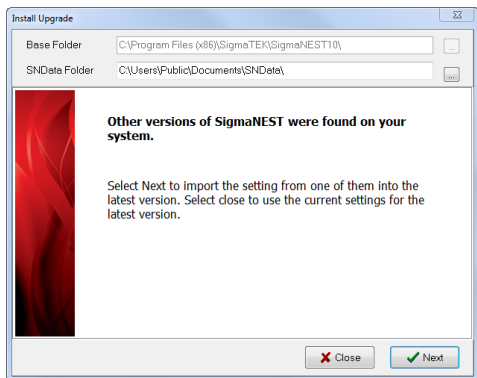 Install Upgrade
Base Folder C:\Program Files (x86)\SigmaTEK\SigmaNEST10\ ...
SNData Folder C:\Users\Public\Documents\SNData\ ...
Other versions of SigmaNEST were found on your
system.
Select Next to import the setting from one of them into the
latest version. Select close to use the current settings for the
latest version.
Close Next